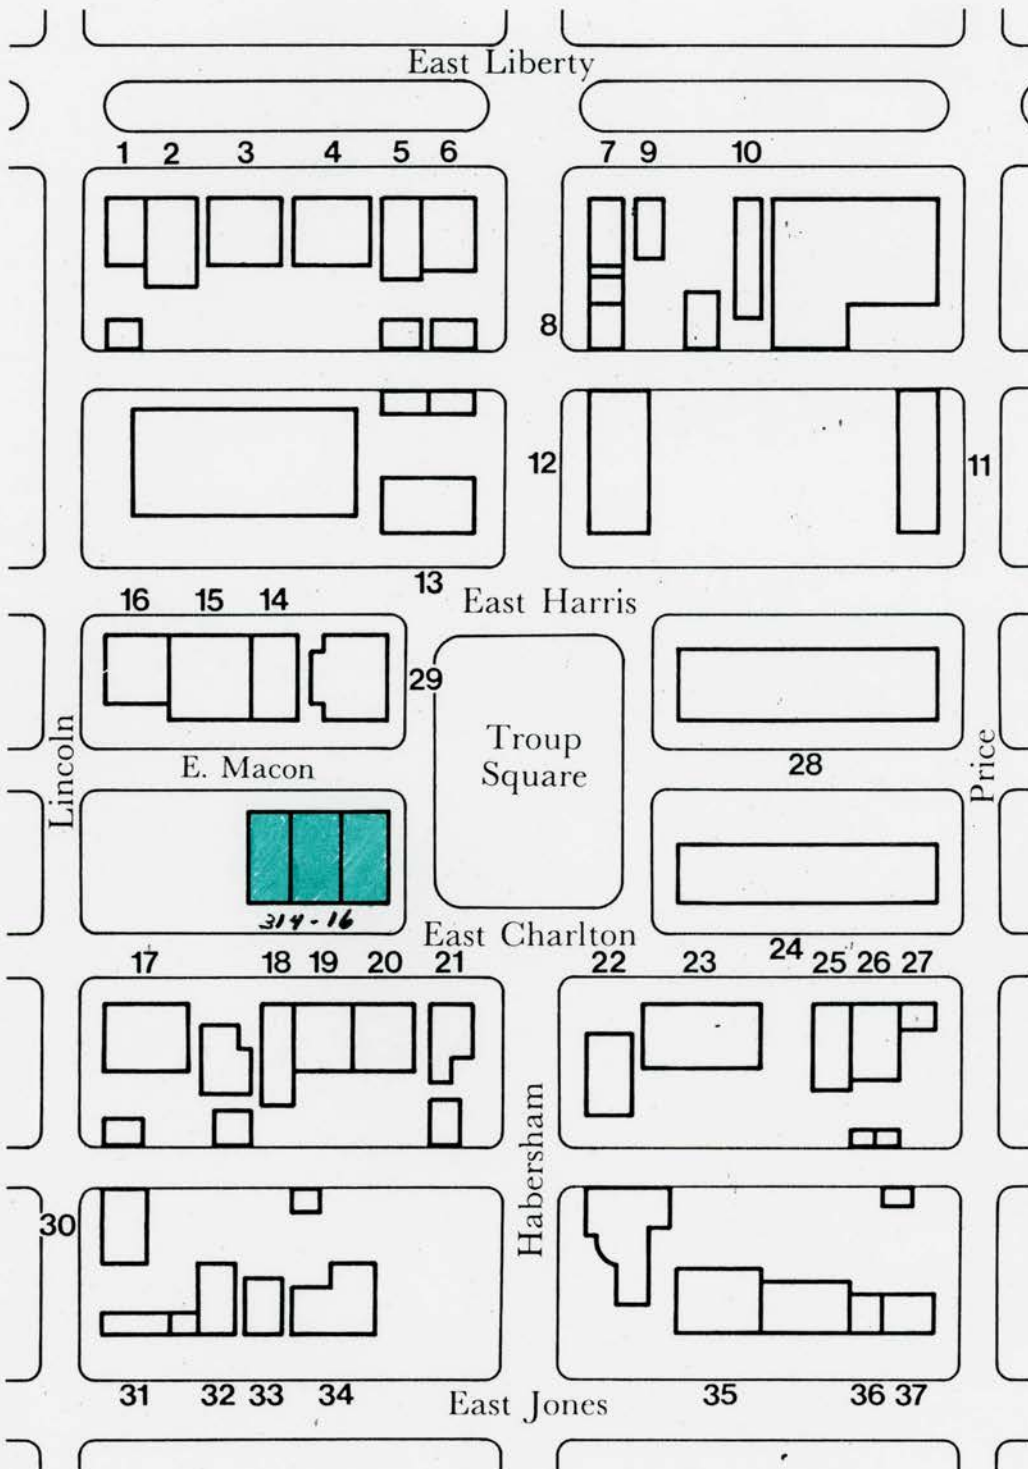 East Liberty
1 2 3 4 5 6 7 9 10
8
12 11
13
East Harris
16 15 14
29
Troup
Square
Lincoln
E. Macon
28
Price
314-16
East Charlton
17 18 19 20 21 22 23 24 25 26 27
Habersham
30
31 32 33 34 35 36 37
East Jones